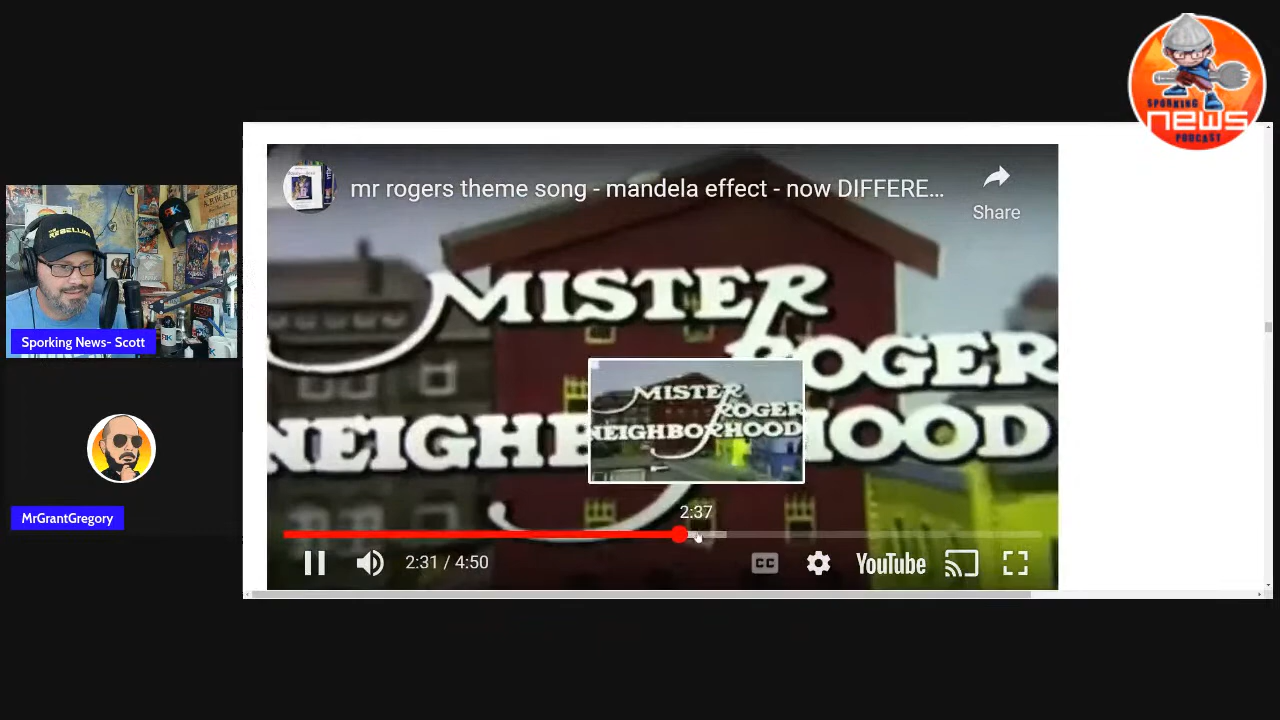 SPORKING
NEWS
PODCAST
mr rogers theme song - mandela effect - now DIFFERE...
Share
MISTER
ROGER
NEIGHB
HOOD
MISTER
ROGER
NEIGHBORHOOD
2:37
2:31 / 4:50
CC
YouTube
Sporking News- Scott
MrGrantGregory